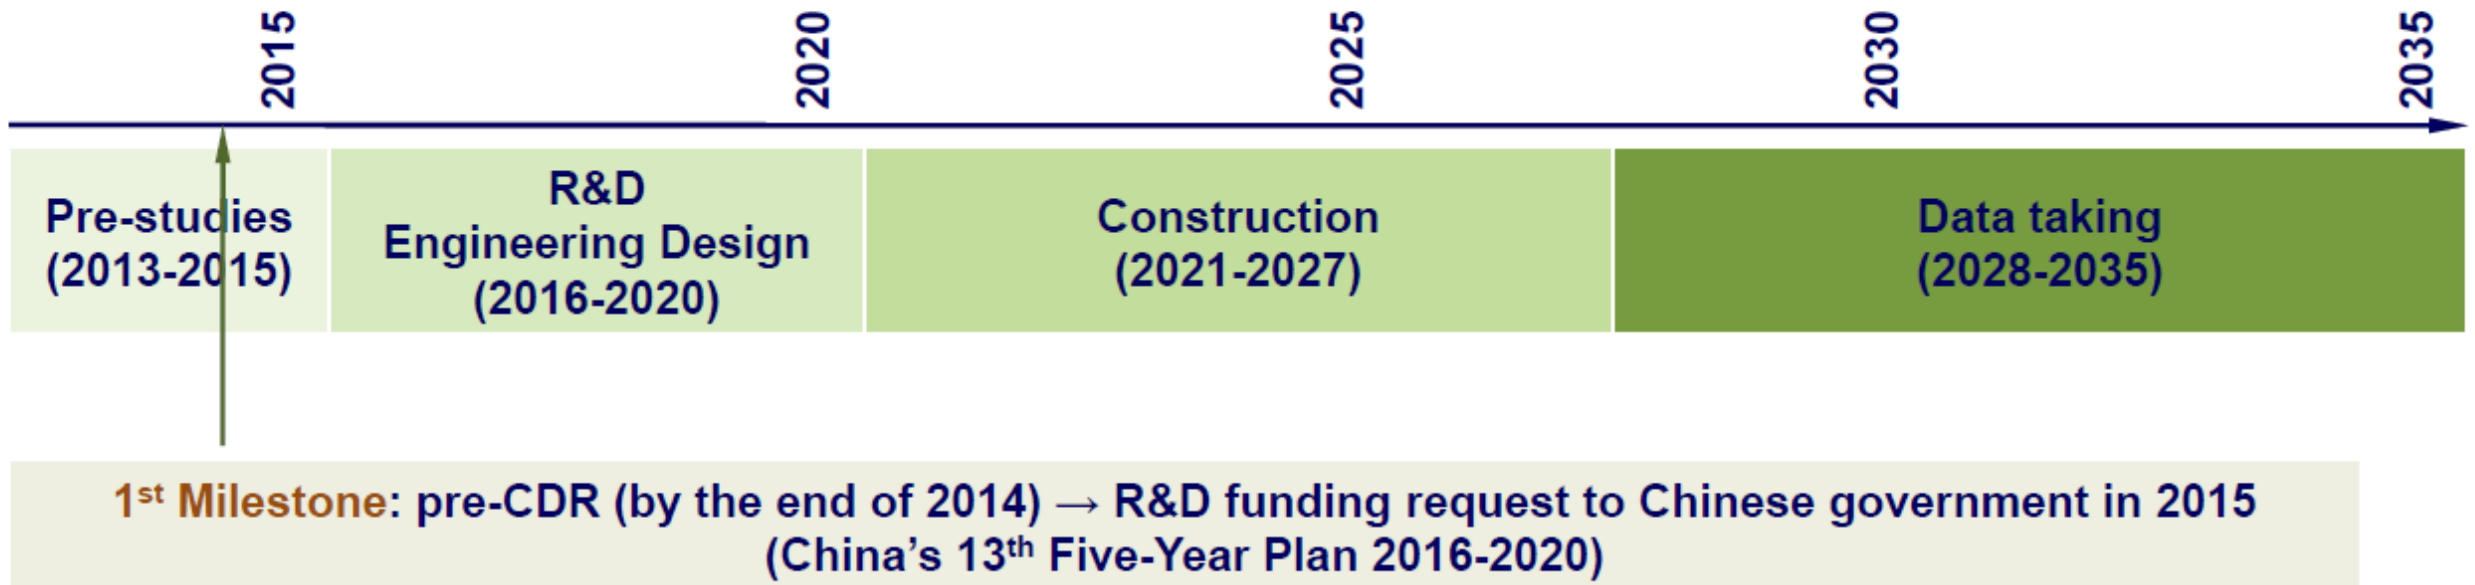 2015
2020
2025
2030
2035
Pre-studies
(2013-2015)
R&D
Engineering Design
(2016-2020)
Construction
(2021-2027)
Data taking
(2028-2035)
1st Milestone: pre-CDR (by the end of 2014) → R&D funding request to Chinese government in 2015
(China's 13th Five-Year Plan 2016-2020)